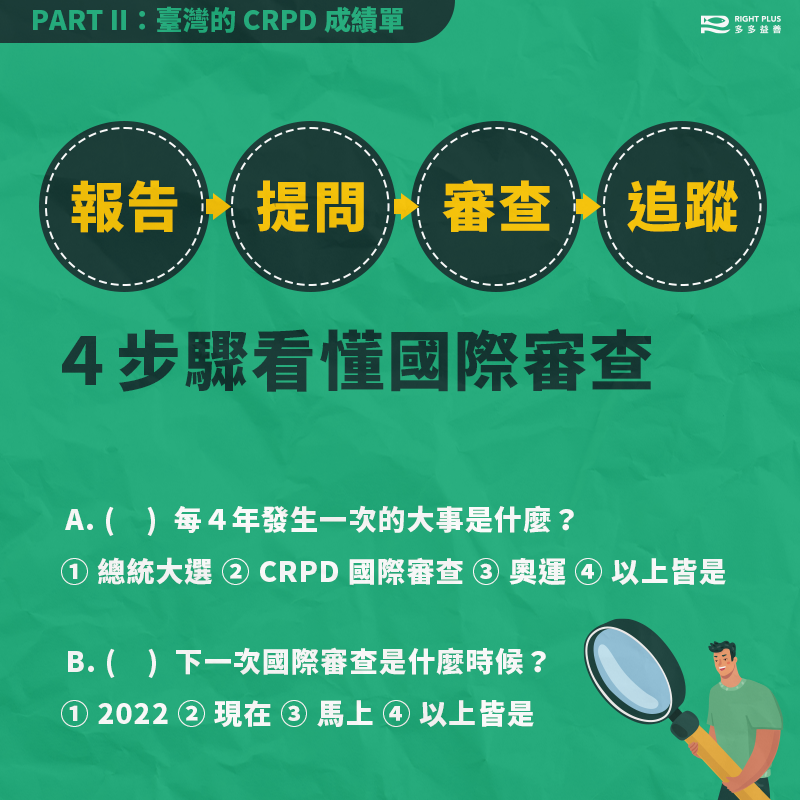 PART II：臺灣的 CRPD 成績單
RIGHT PLUS
多多益善
報告
提問
審查
追蹤
4步驟看懂國際審查
A. (　) 每4年發生一次的大事是什麼？
① 總統大選 ② CRPD 國際審查 ③ 奧運 ④ 以上皆是
B. (　) 下一次國際審查是什麼時候？
① 2022 ② 現在 ③ 馬上 ④ 以上皆是